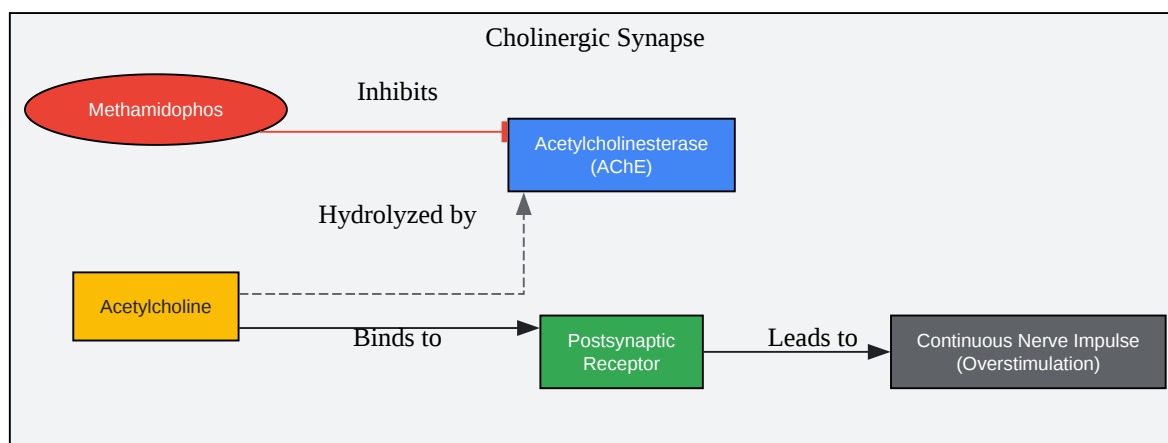 Cholinergic Synapse
Methamidophos
Inhibits
Acetylcholinesterase
(AChE)
Hydrolyzed by
Acetylcholine
Binds to
Postsynaptic
Receptor
Leads to
Continuous Nerve Impulse
(Overstimulation)